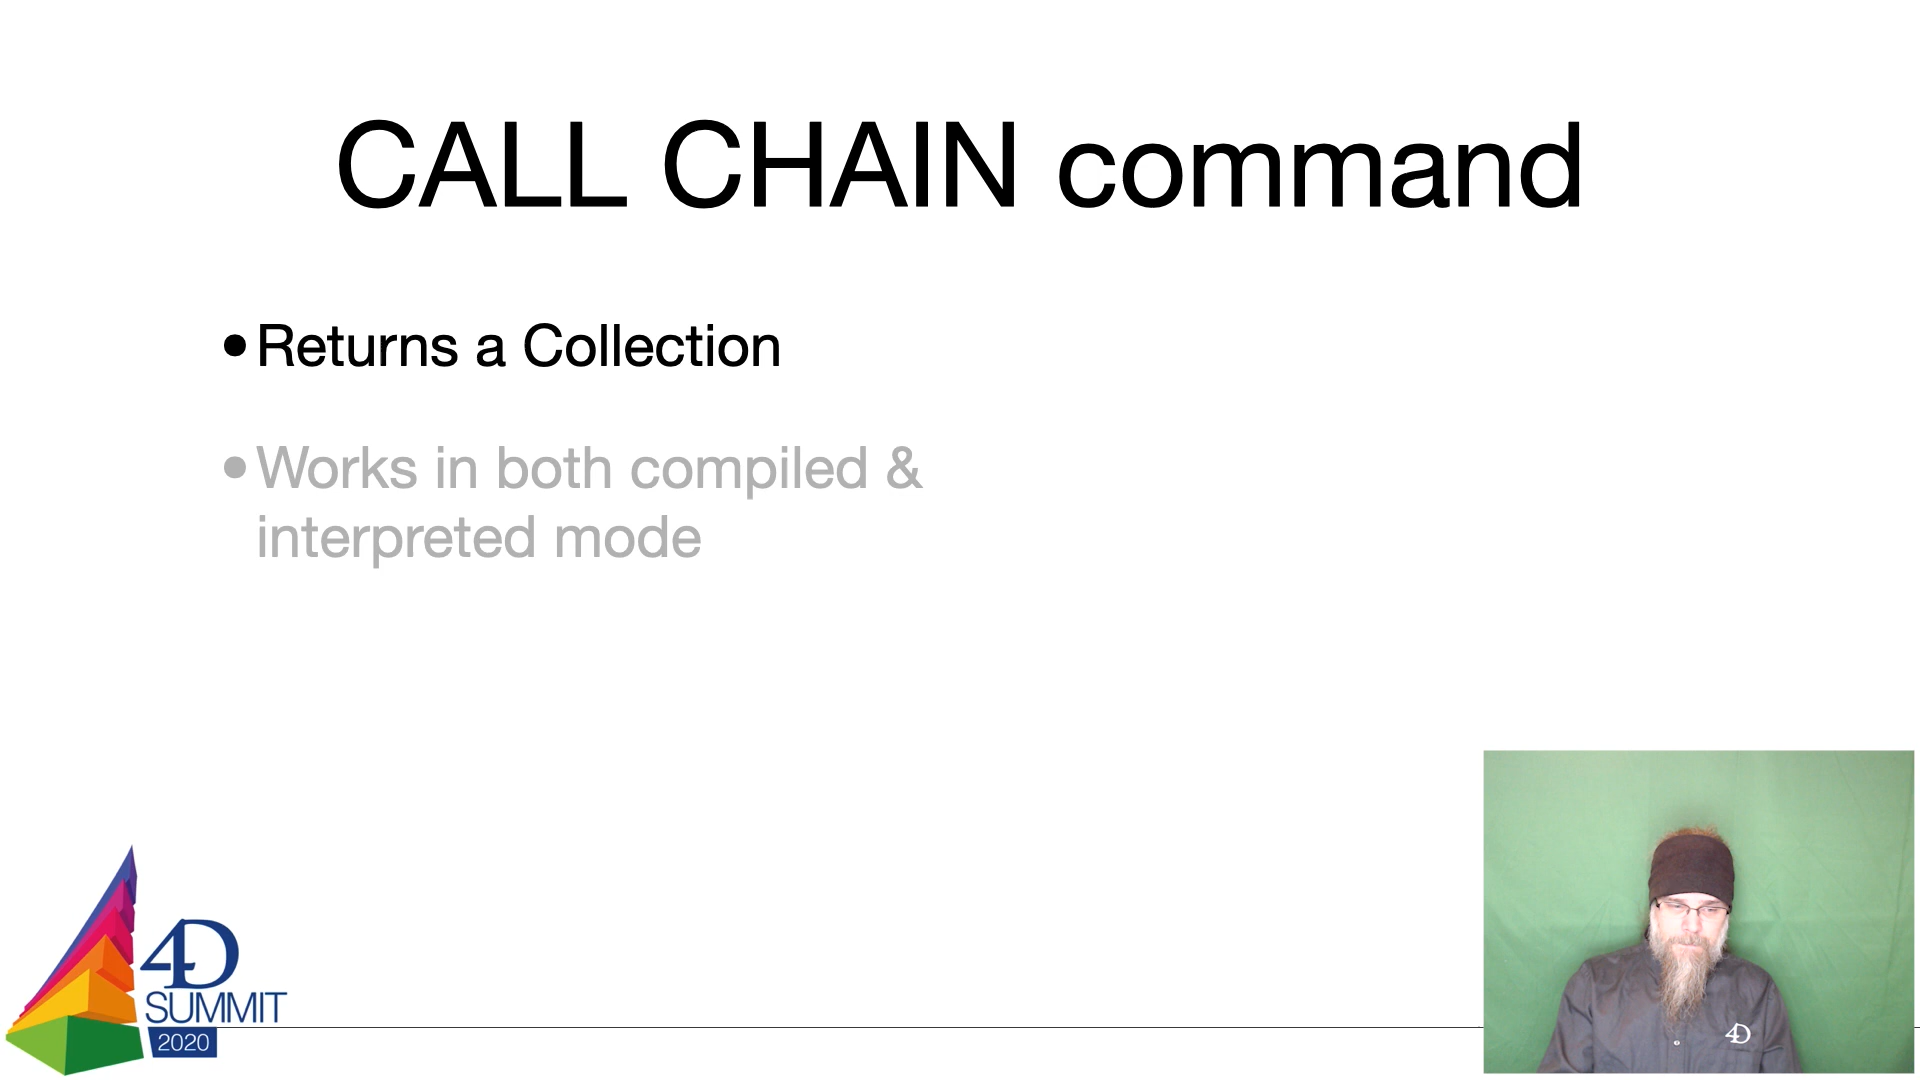 CALL CHAIN command
•Returns a Collection
•Works in both compiled &
interpreted mode
4D
SUMMIT
2020
4D